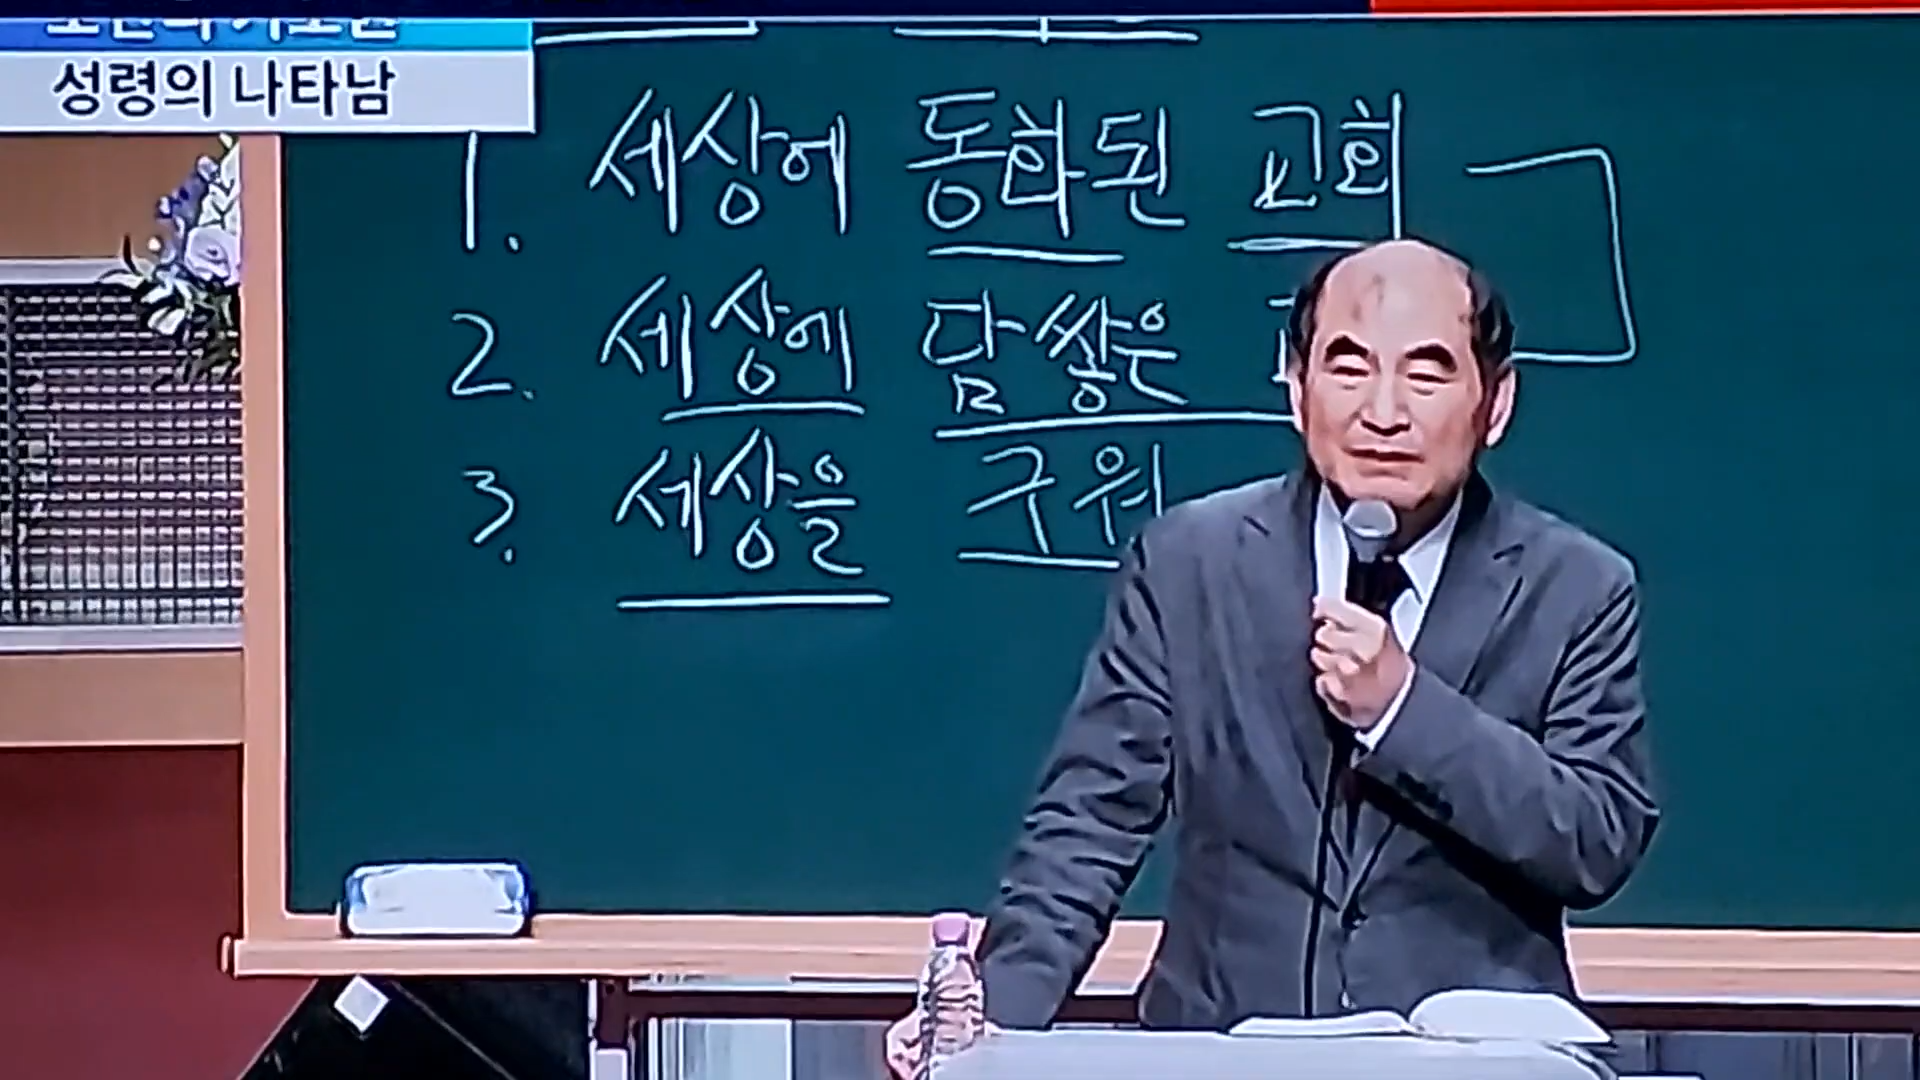 성령의 나타남
1. 세상에 동화된 교회
2. 세상에 담쌓은
3. 세상을 구원